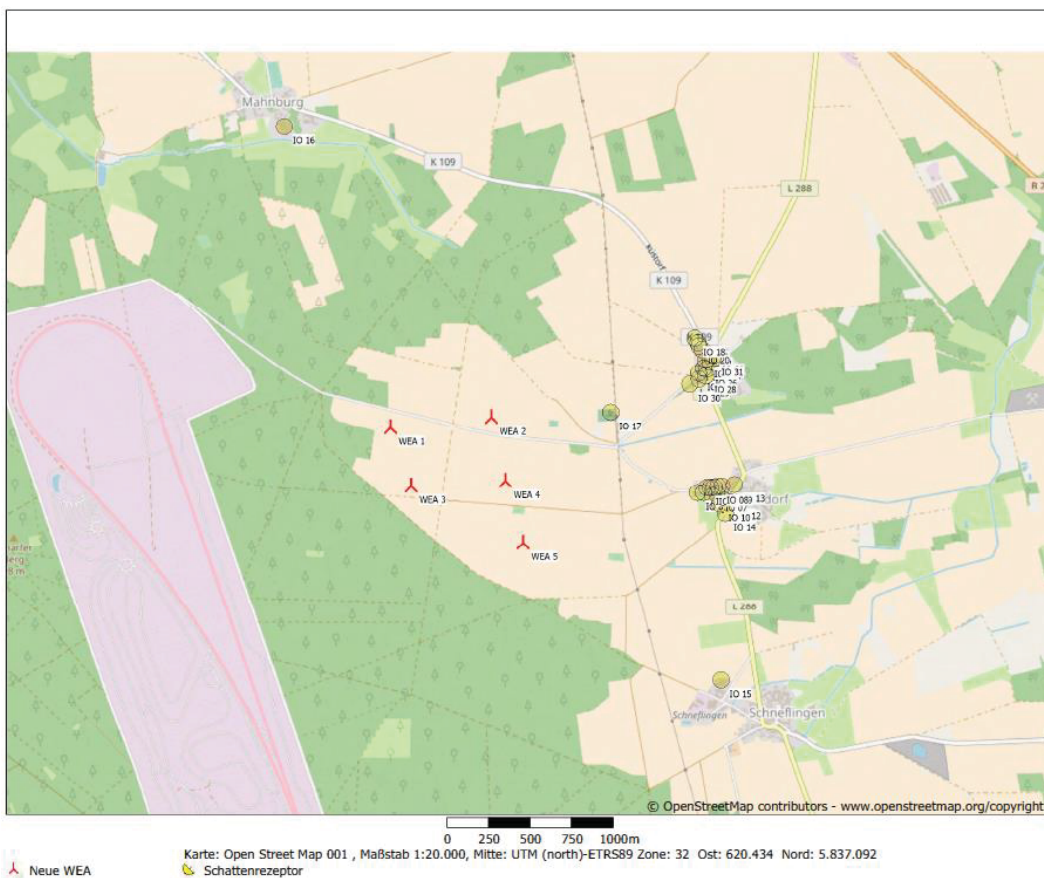 Mahnburg
IO 16
K 109
L 288
Kußtorf
K 109
IO 18
IO 31
IO 28
IO 17
WEA 1
WEA 2
WEA 3
WEA 4
WEA 5
dorf
IO 14
L 288
IO 15
Schneflingen
Schneflingen
© OpenStreetMap contributors - www.openstreetmap.org/copyright
0 250 500 750 1000m
Karte: Open Street Map 001 , Maßstab 1:20.000, Mitte: UTM (north)-ETRS89 Zone: 32 Ost: 620.434 Nord: 5.837.092
Neue WEA
Schattenrezeptor